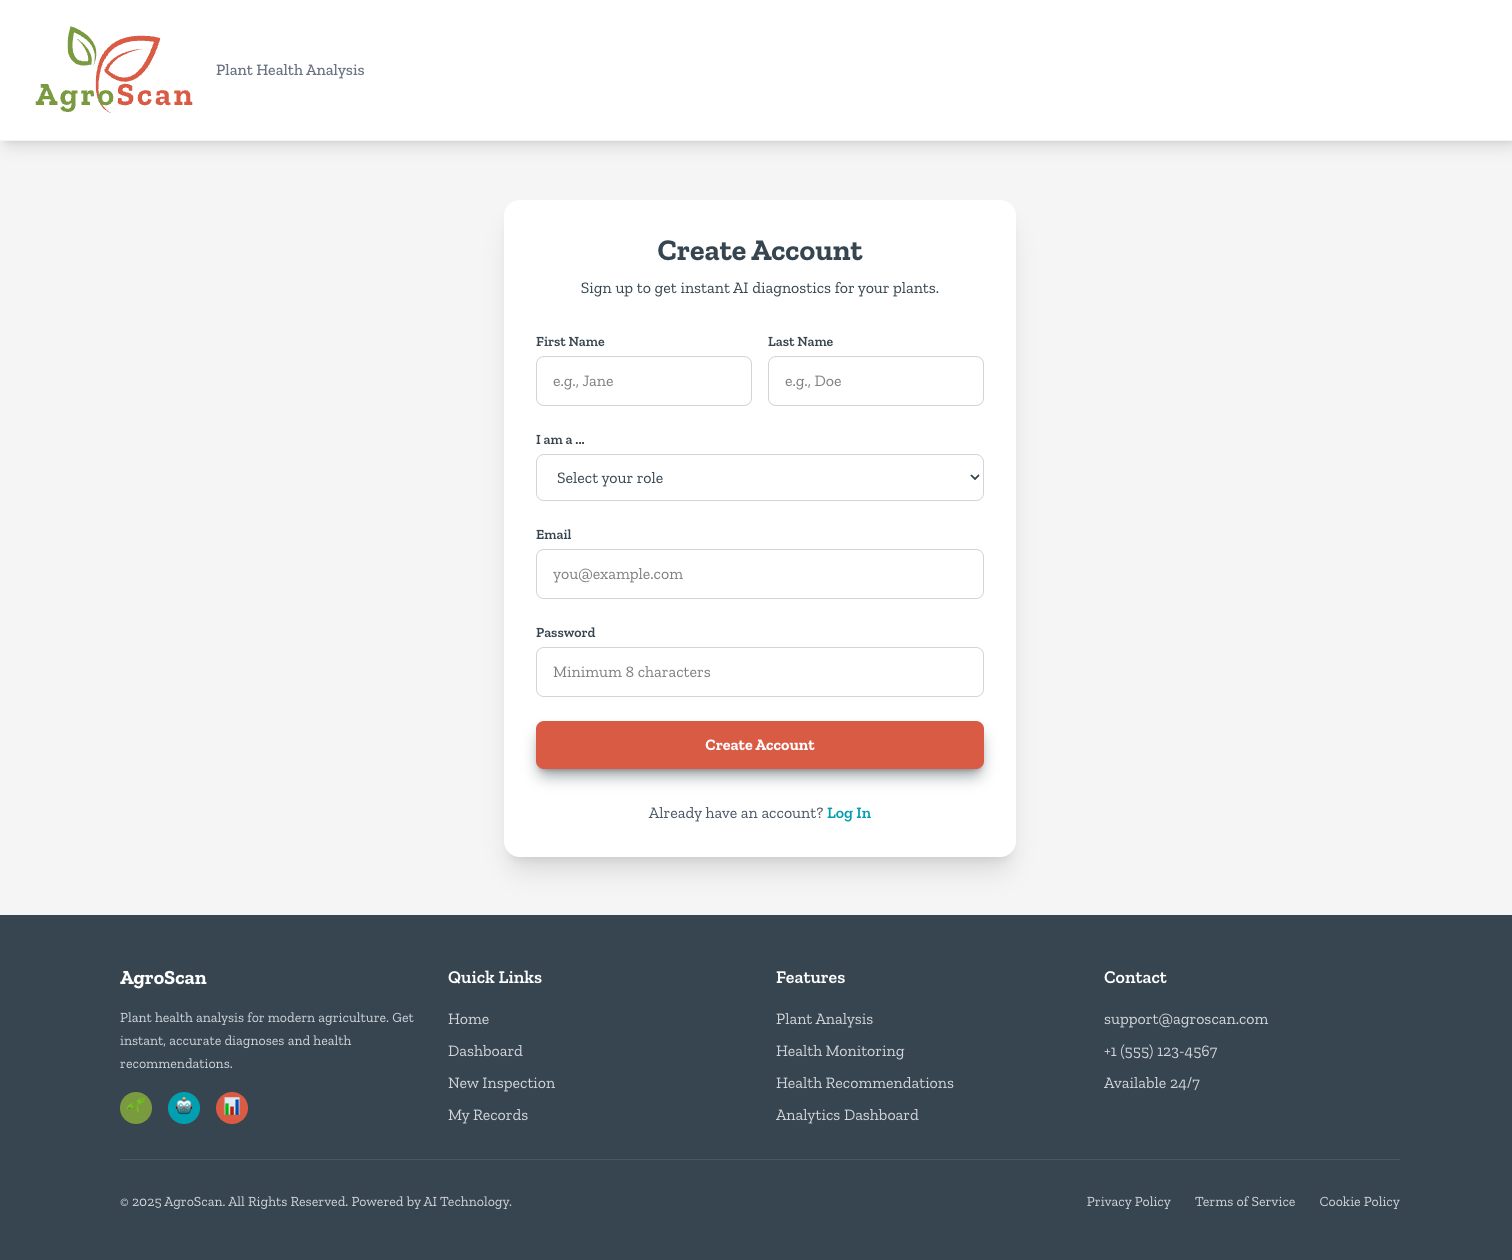 AgroScan
Plant Health Analysis
Create Account
Sign up to get instant AI diagnostics for your plants.
First Name
Last Name
e.g., Jane
e.g., Doe
I am a ...
Select your role
Email
you@example.com
Password
Minimum 8 characters
Create Account
Already have an account? Log In
AgroScan
Plant health analysis for modern agriculture. Get
instant, accurate diagnoses and health
recommendations.
Quick Links
Home
Dashboard
New Inspection
My Records
Features
Plant Analysis
Health Monitoring
Health Recommendations
Analytics Dashboard
Contact
support@agroscan.com
+1 (555) 123-4567
Available 24/7
© 2025 AgroScan. All Rights Reserved. Powered by AI Technology.
Privacy Policy
Terms of Service
Cookie Policy